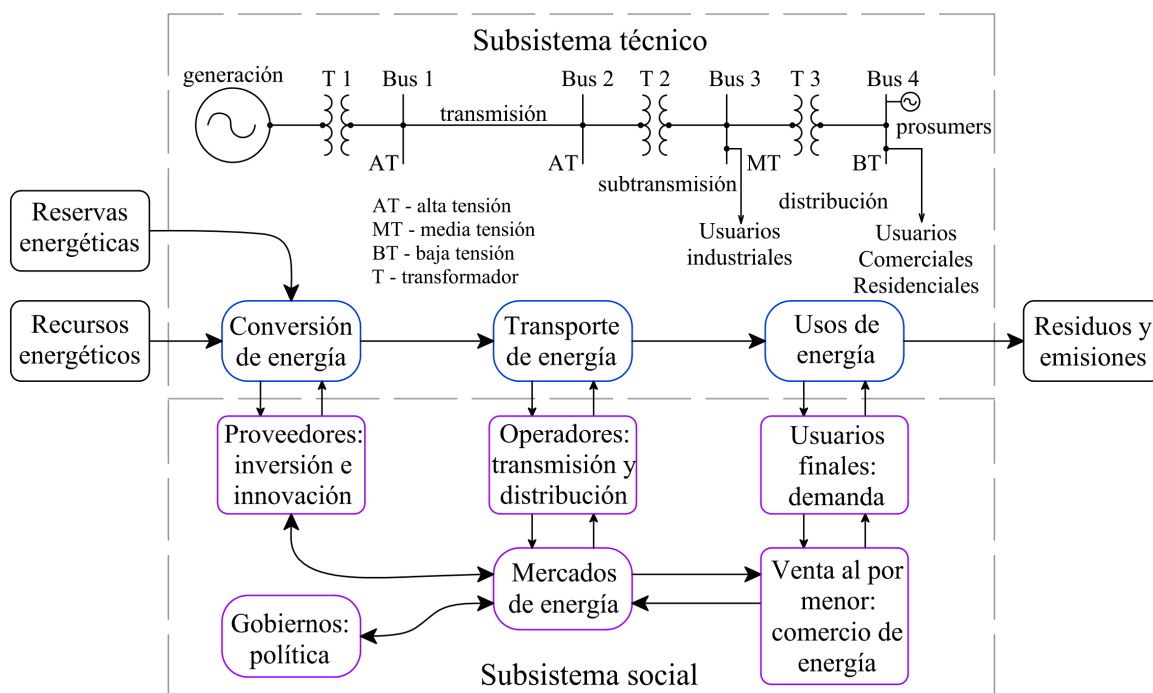 Subsistema técnico
generación
T 1
Bus 1
Bus 2
T 2
Bus 3
T 3
Bus 4
transmisión
prosumers
AT
AT
MT
BT
subtransmisión
distribución
AT - alta tensión
MT - media tensión
BT - baja tensión
T - transformador
Usuarios
industriales
Usuarios
Comerciales
Residenciales
Reservas
energéticas
Recursos
energéticos
Conversión
de energía
Transporte
de energía
Usos de
energía
Residuos y
emisiones
Proveedores:
inversión e
innovación
Operadores:
transmisión y
distribución
Usuarios
finales:
demanda
Mercados
de energía
Venta al por
menor:
comercio de
energía
Gobiernos:
política
Subsistema social